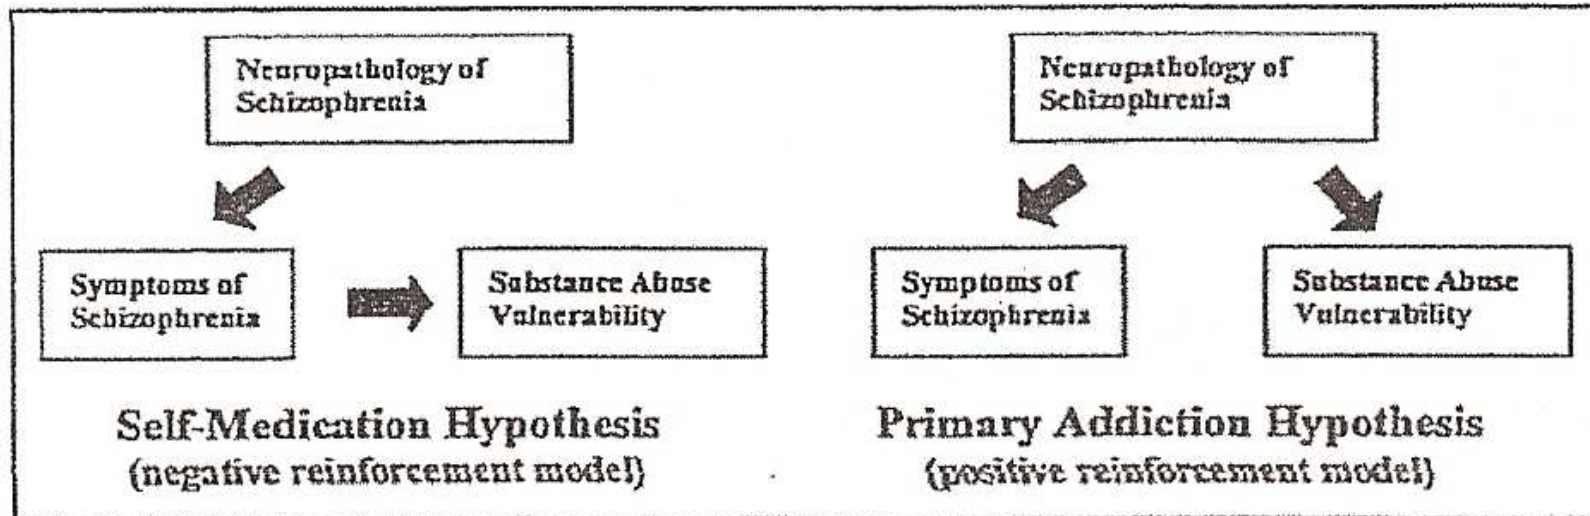 Neuropathology of
Schizophrenia
Symptoms of
Schizophrenia
Substance Abuse
Vulnerability
Self-Medication Hypothesis
(negative reinforcement model)
Neuropathology of
Schizophrenia
Symptoms of
Schizophrenia
Substance Abuse
Vulnerability
Primary Addiction Hypothesis
(positive reinforcement model)